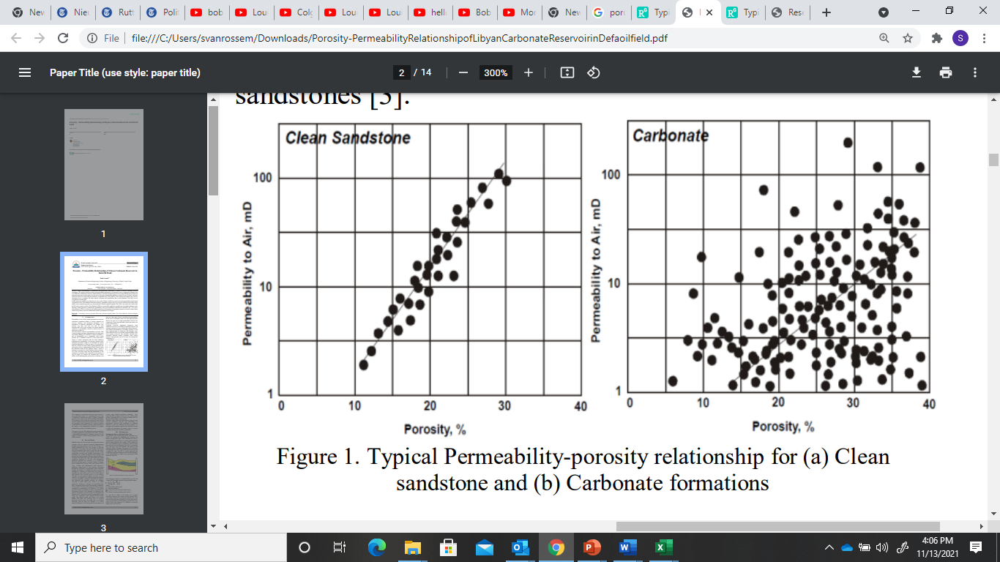 New
Nie
Rutt
Poli
bob
Lou
Colg
Lou
Lou
hell
Bob
Mor
New
porc
Typi
Typi
Rese
File
file:///C:/Users/svanrossem/Downloads/Porosity-PermeabilityRelationshipofLibyanCarbonateReservoirinDefaoilfield.pdf
S
Paper Title (use style: paper title)
2 / 14
300%
1
2
3
sandstones [3].
Clean Sandstone
100
10
1
0 10 20 30 40
Permeability to Air, mD
Porosity, %
Carbonate
100
10
1
0 10 20 30 40
Permeability to Air, mD
Porosity, %
Figure 1. Typical Permeability-porosity relationship for (a) Clean
sandstone and (b) Carbonate formations
Type here to search
4:06 PM
11/13/2021